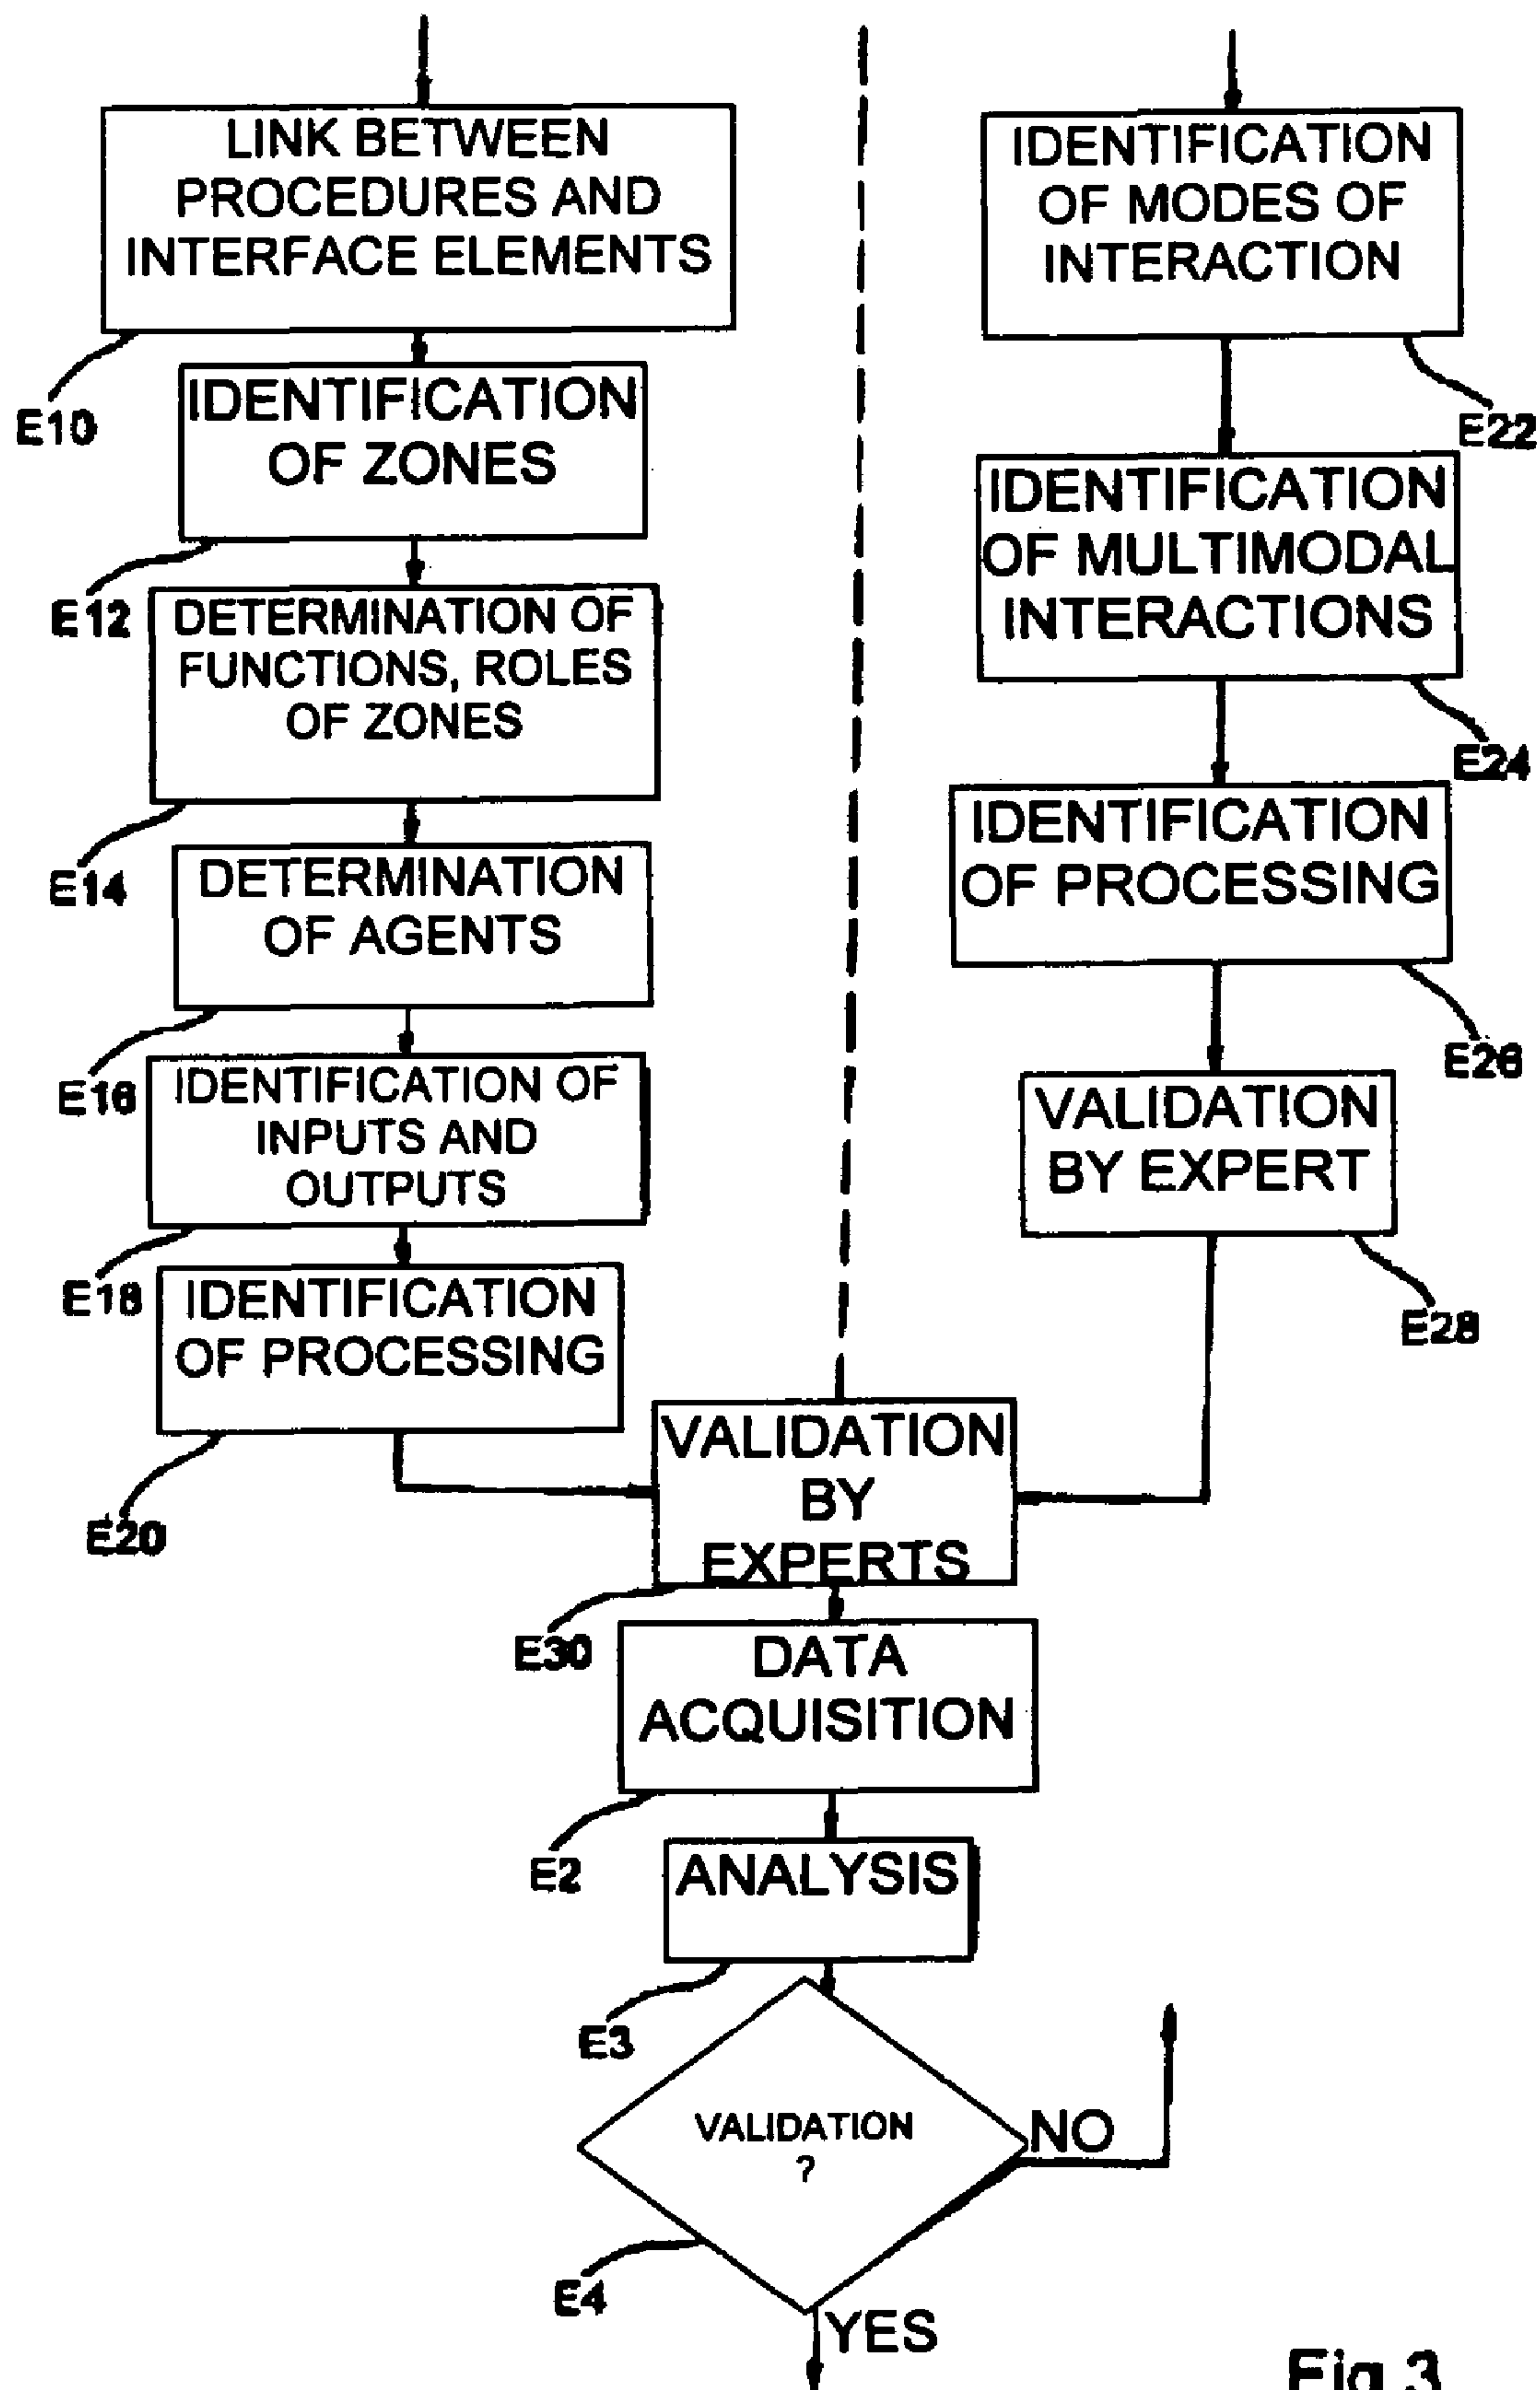 LINK BETWEEN
PROCEDURES AND
INTERFACE ELEMENTS
E10
IDENTIFICATION
OF ZONES
E12
DETERMINATION OF
FUNCTIONS, ROLES
OF ZONES
E14
DETERMINATION
OF AGENTS
E16
IDENTIFICATION OF
INPUTS AND
OUTPUTS
E18
IDENTIFICATION
OF PROCESSING
E20
IDENTIFICATION
OF MODES OF
INTERACTION
E22
IDENTIFICATION
OF MULTIMODAL
INTERACTIONS
E24
IDENTIFICATION
OF PROCESSING
E26
VALIDATION
BY EXPERT
E28
VALIDATION
BY
EXPERTS
E30
DATA
ACQUISITION
E2
ANALYSIS
E3
VALIDATION
?
NO
E4
YES
Fig.3